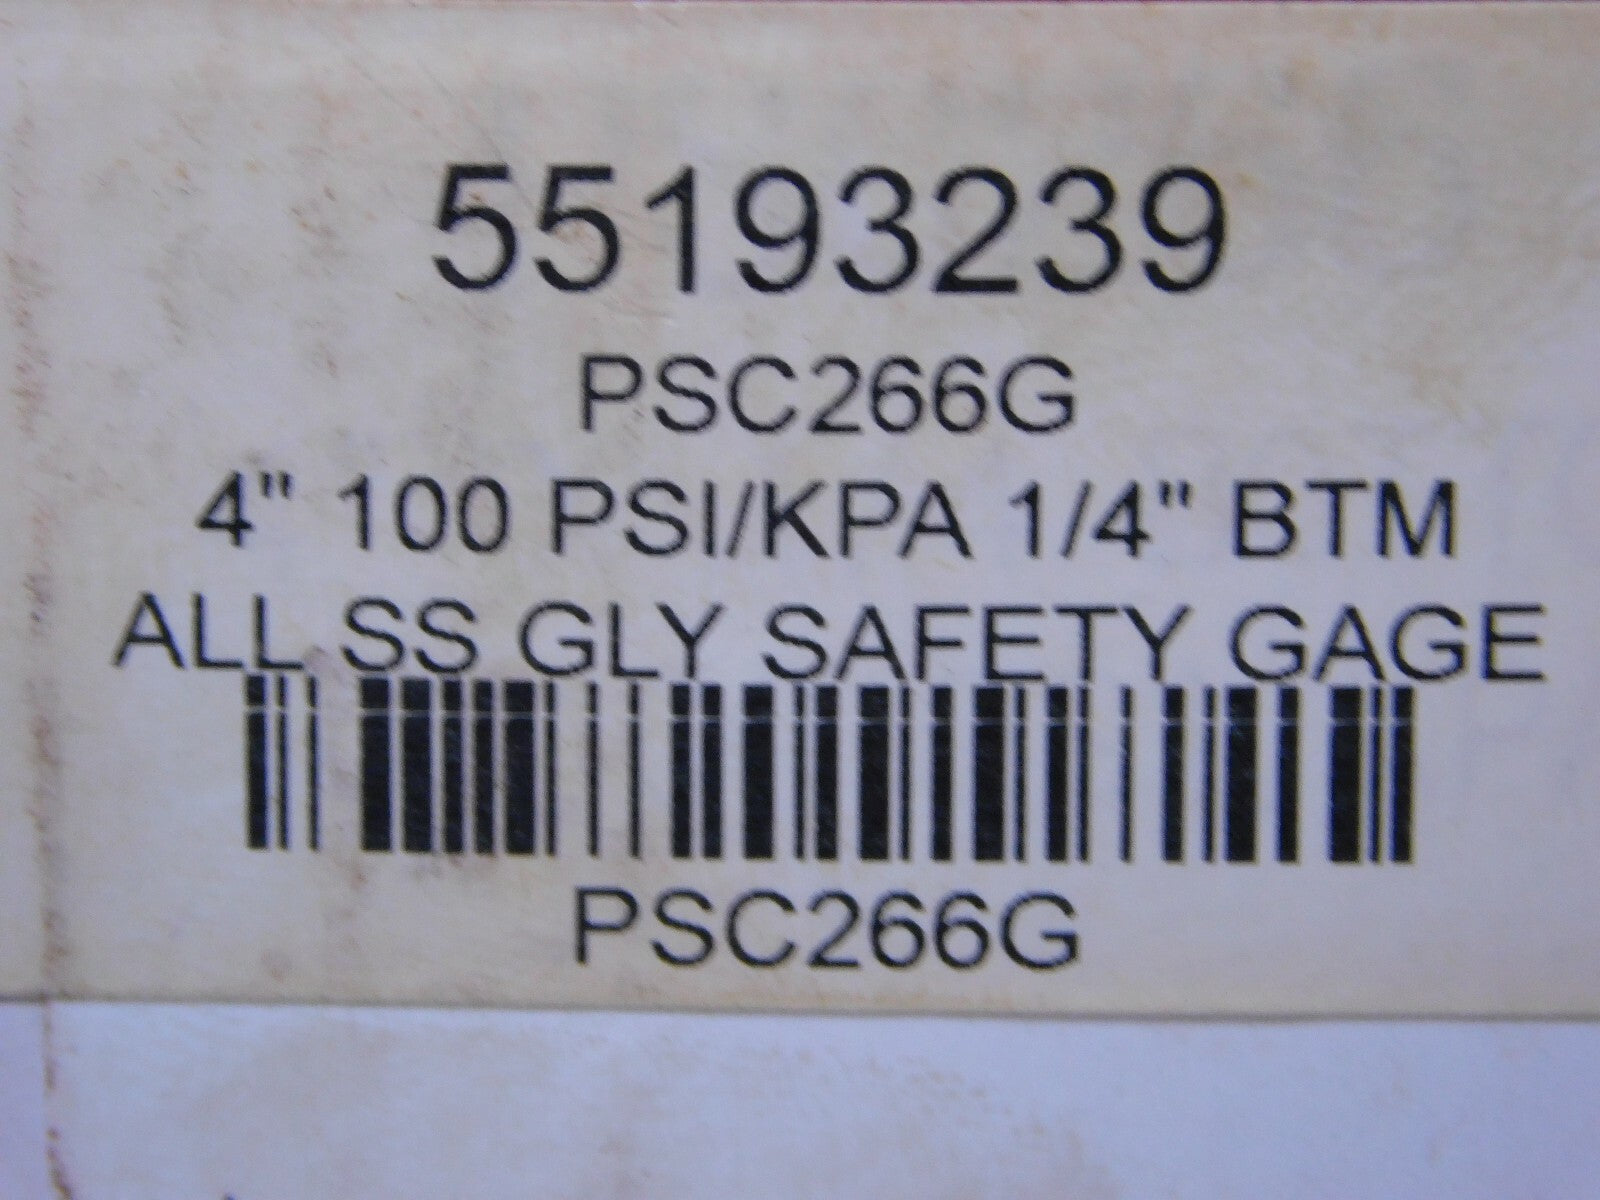 55193239
PSC266G
4" 100 PSI/KPA 1/4" BTM
ALL SS GLY SAFETY GAGE
PSC266G